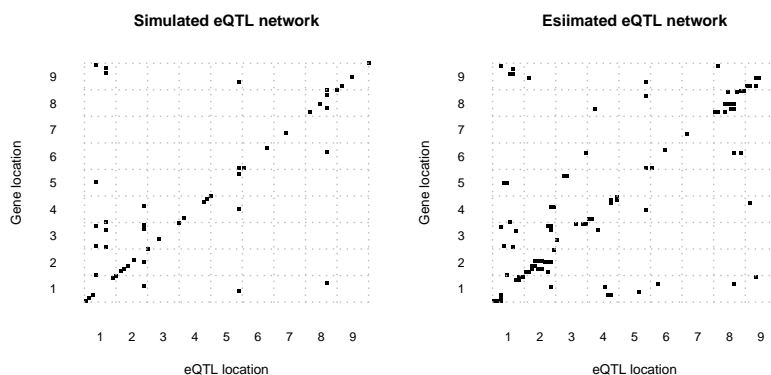 Simulated eQTL network
Esiimated eQTL network
Gene location
9
8
7
6
5
4
3
2
1
1 2 3 4 5 6 7 8 9
eQTL location
Gene location
9
8
7
6
5
4
3
2
1
1 2 3 4 5 6 7 8 9
eQTL location